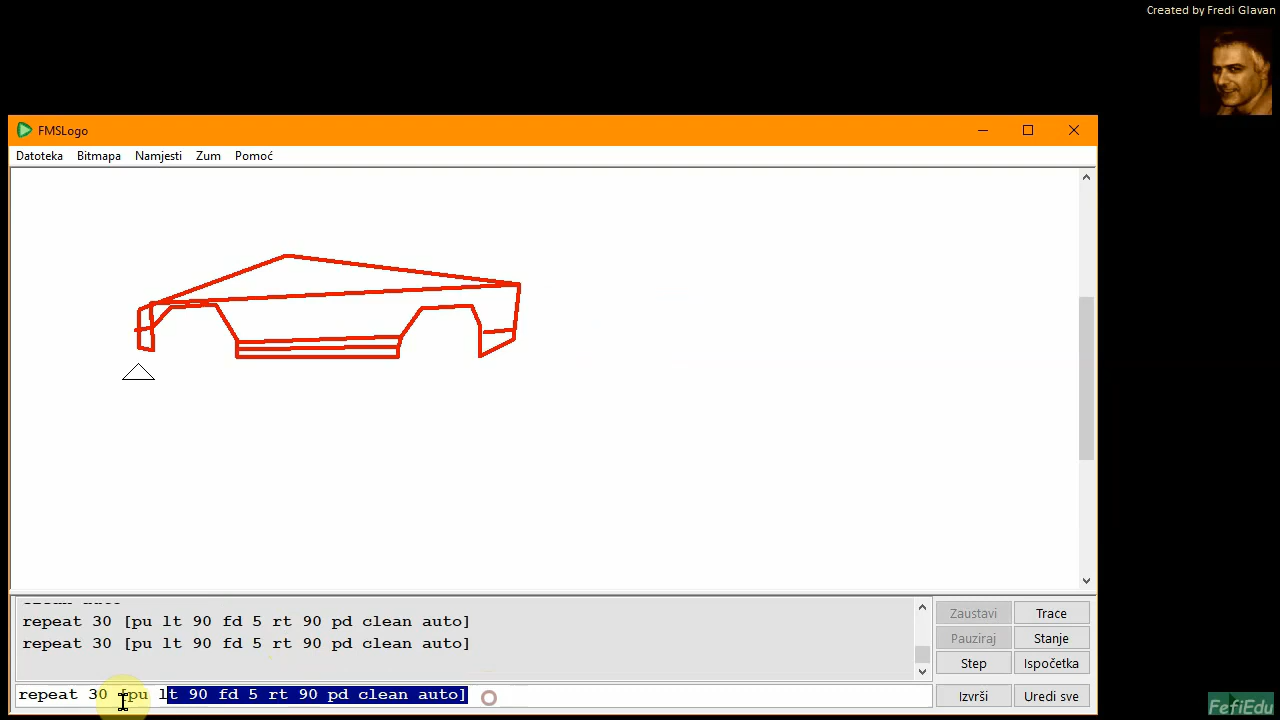 Created by Fredi Glavan
FMSLogo
Datoteka Bitmapa Namjesti Zum Pomoć
clean auto
repeat 30 [pu lt 90 fd 5 rt 90 pd clean auto]
repeat 30 [pu lt 90 fd 5 rt 90 pd clean auto]
repeat 30 [pu lt 90 fd 5 rt 90 pd clean auto]
Zaustavi Trace
Pauziraj Stanje
Step Ispočetka
Izvrši Uredi sve
FefiEdu